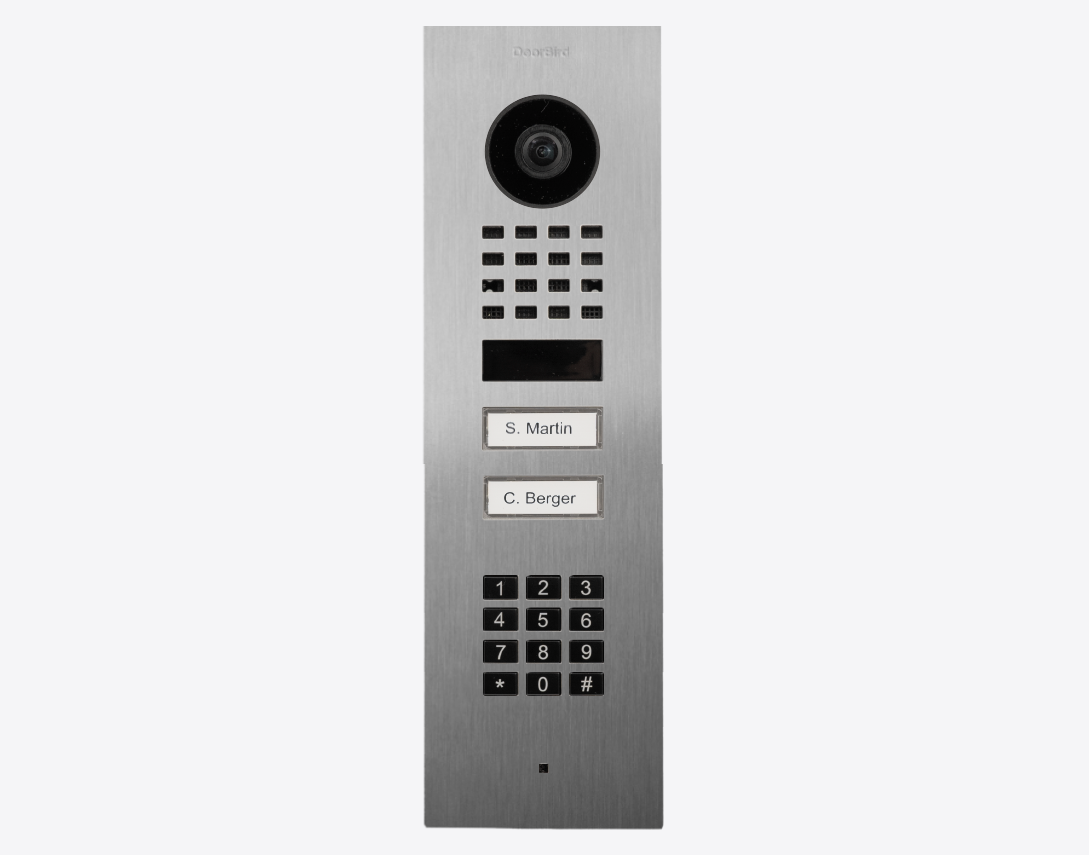 DoorBird
S. Martin
C. Berger
1 2 3
4 5 6
7 8 9
* 0 #